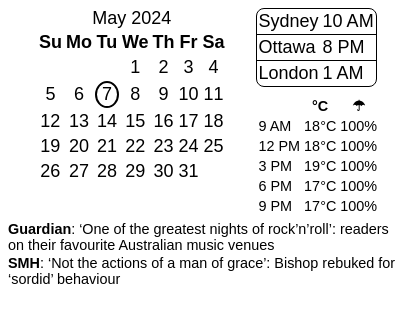 May 2024
Su Mo Tu We Th Fr Sa
1 2 3 4
5 6 7 8 9 10 11
12 13 14 15 16 17 18
19 20 21 22 23 24 25
26 27 28 29 30 31
Sydney 10 AM
Ottawa 8 PM
London 1 AM
°C ☂
9 AM 18°C 100%
12 PM 18°C 100%
3 PM 19°C 100%
6 PM 17°C 100%
9 PM 17°C 100%
Guardian: ‘One of the greatest nights of rock’n’roll’: readers
on their favourite Australian music venues
SMH: ‘Not the actions of a man of grace’: Bishop rebuked for
‘sordid’ behaviour